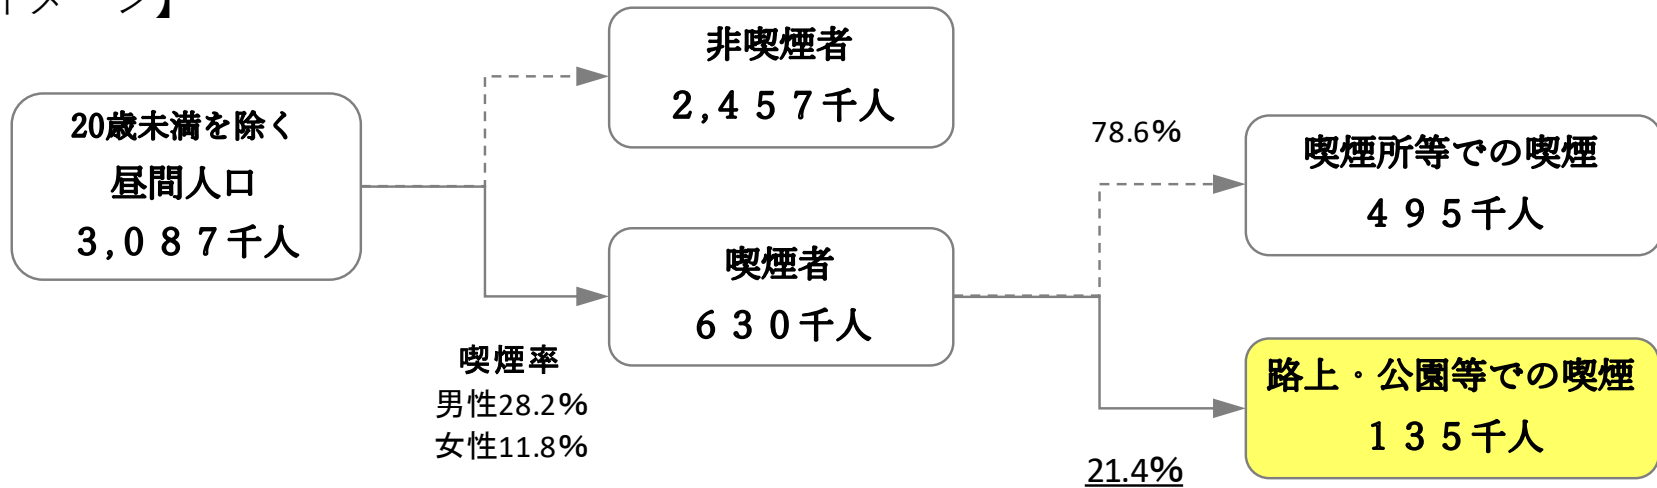 イメージ】
20歳未満を除く
昼間人口
3,087千人
非喫煙者
2,457千人
喫煙者
630千人
喫煙率
男性28.2%
女性11.8%
78.6%
喫煙所等での喫煙
495千人
路上・公園等での喫煙
135千人
21.4%